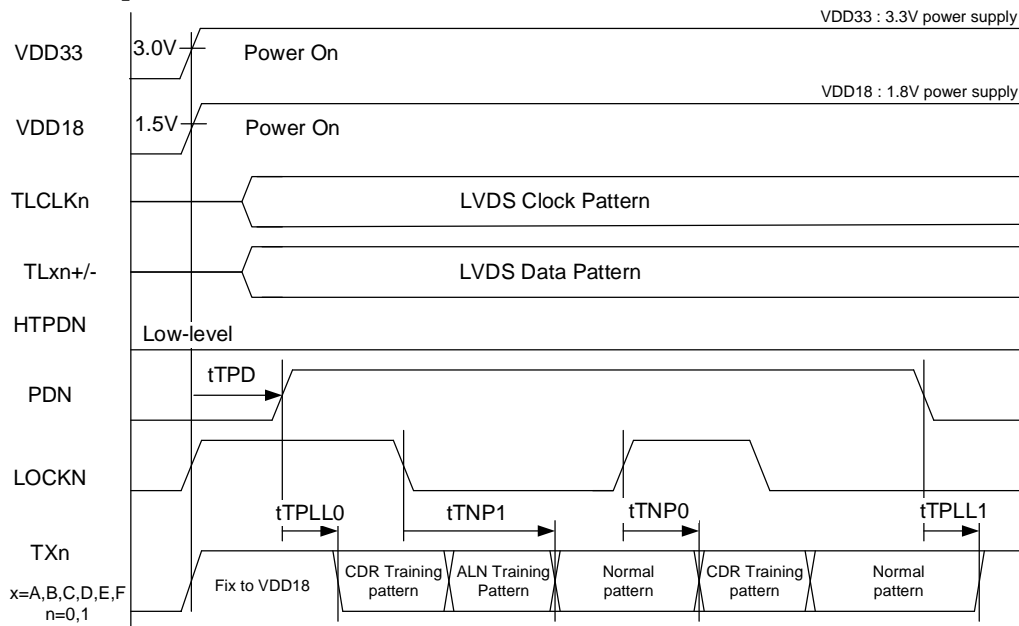 VDD33 : 3.3V power supply
VDD33
3.0V
Power On
VDD18 : 1.8V power supply
VDD18
1.5V
Power On
TLCLKn
LVDS Clock Pattern
TLxn+/-
LVDS Data Pattern
HTPDN
Low-level
tTPD
PDN
LOCKN
tTPLL0
tTNP1
tTNP0
tTPLL1
TXn
x=A,B,C,D,E,F
n=0,1
Fix to VDD18
CDR Training
pattern
ALN Training
Pattern
Normal
pattern
CDR Training
pattern
Normal
pattern